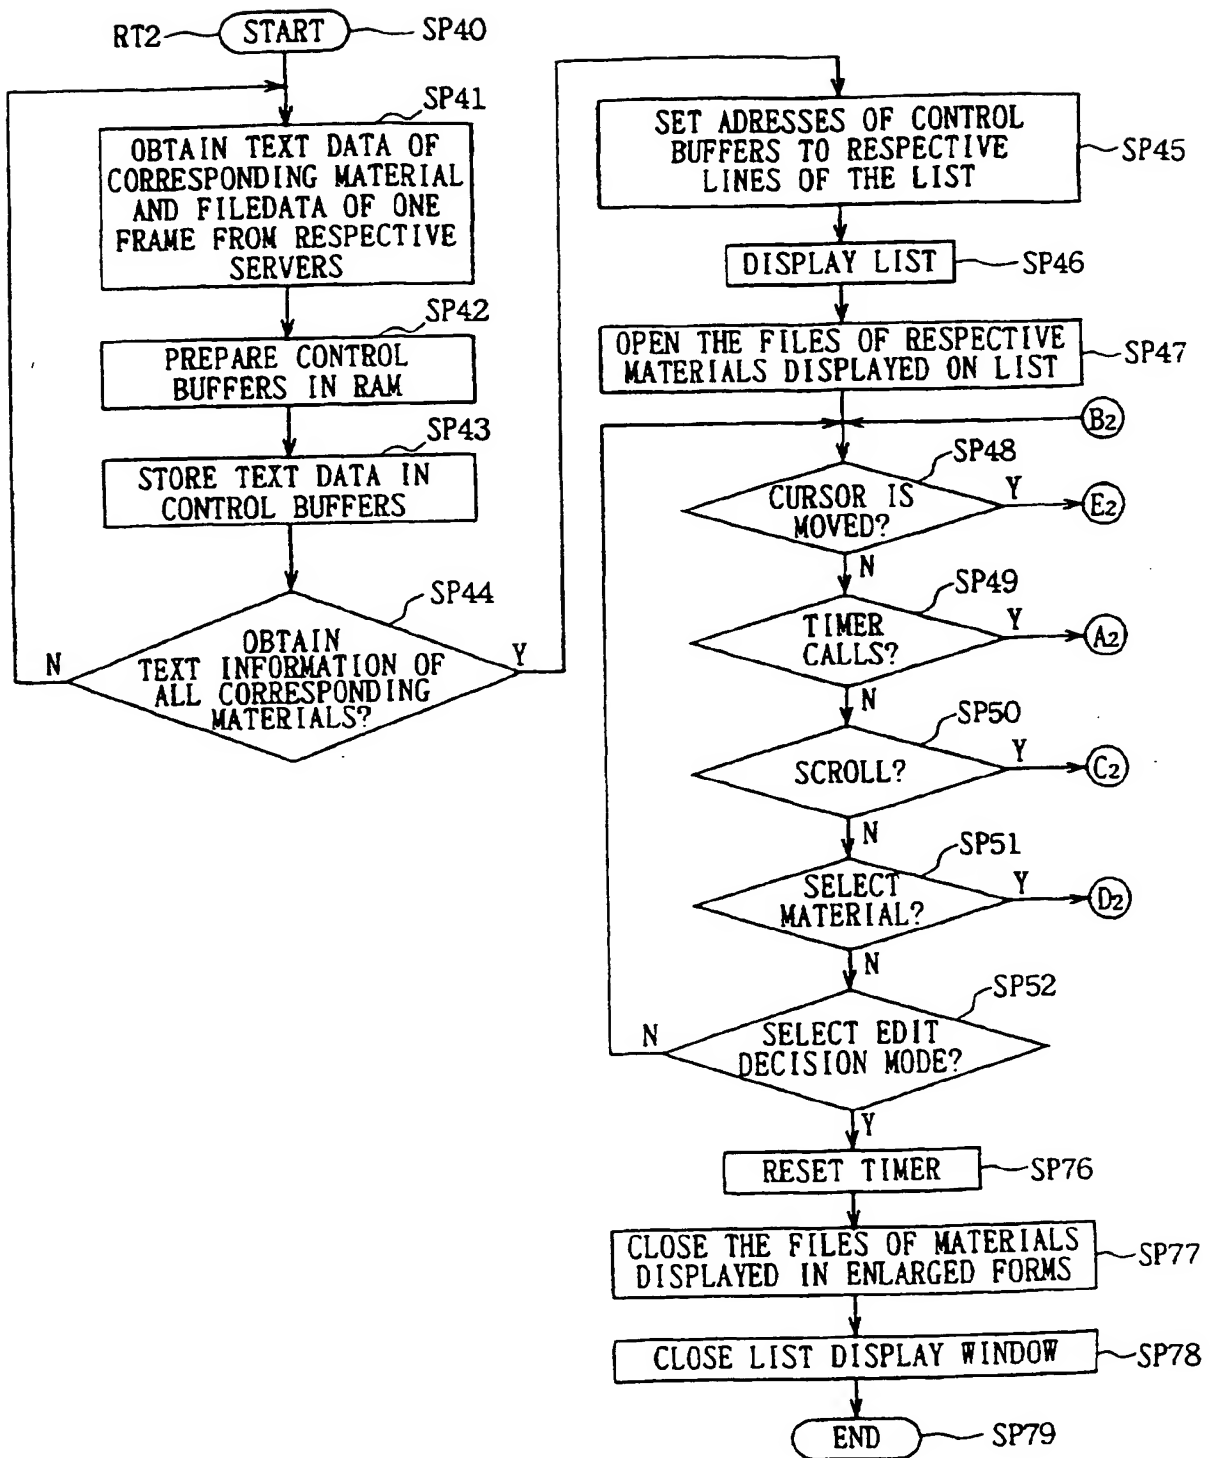 RT2
START
SP40
SP41
OBTAIN TEXT DATA OF
CORRESPONDING MATERIAL
AND FILEDATA OF ONE
FRAME FROM RESPECTIVE
SERVERS
SP42
PREPARE CONTROL
BUFFERS IN RAM
SP43
STORE TEXT DATA IN
CONTROL BUFFERS
SP44
OBTAIN
TEXT INFORMATION OF
ALL CORRESPONDING
MATERIALS?
N
Y
SET ADRESSES OF CONTROL
BUFFERS TO RESPECTIVE
LINES OF THE LIST
SP45
DISPLAY LIST
SP46
OPEN THE FILES OF RESPECTIVE
MATERIALS DISPLAYED ON LIST
SP47
B2
SP48
CURSOR IS
MOVED?
Y
E2
N
SP49
TIMER
CALLS?
Y
A2
N
SP50
SCROLL?
Y
C2
N
SP51
SELECT
MATERIAL?
Y
D2
N
SP52
SELECT EDIT
DECISION MODE?
N
Y
RESET TIMER
SP76
CLOSE THE FILES OF MATERIALS
DISPLAYED IN ENLARGED FORMS
SP77
CLOSE LIST DISPLAY WINDOW
SP78
END
SP79